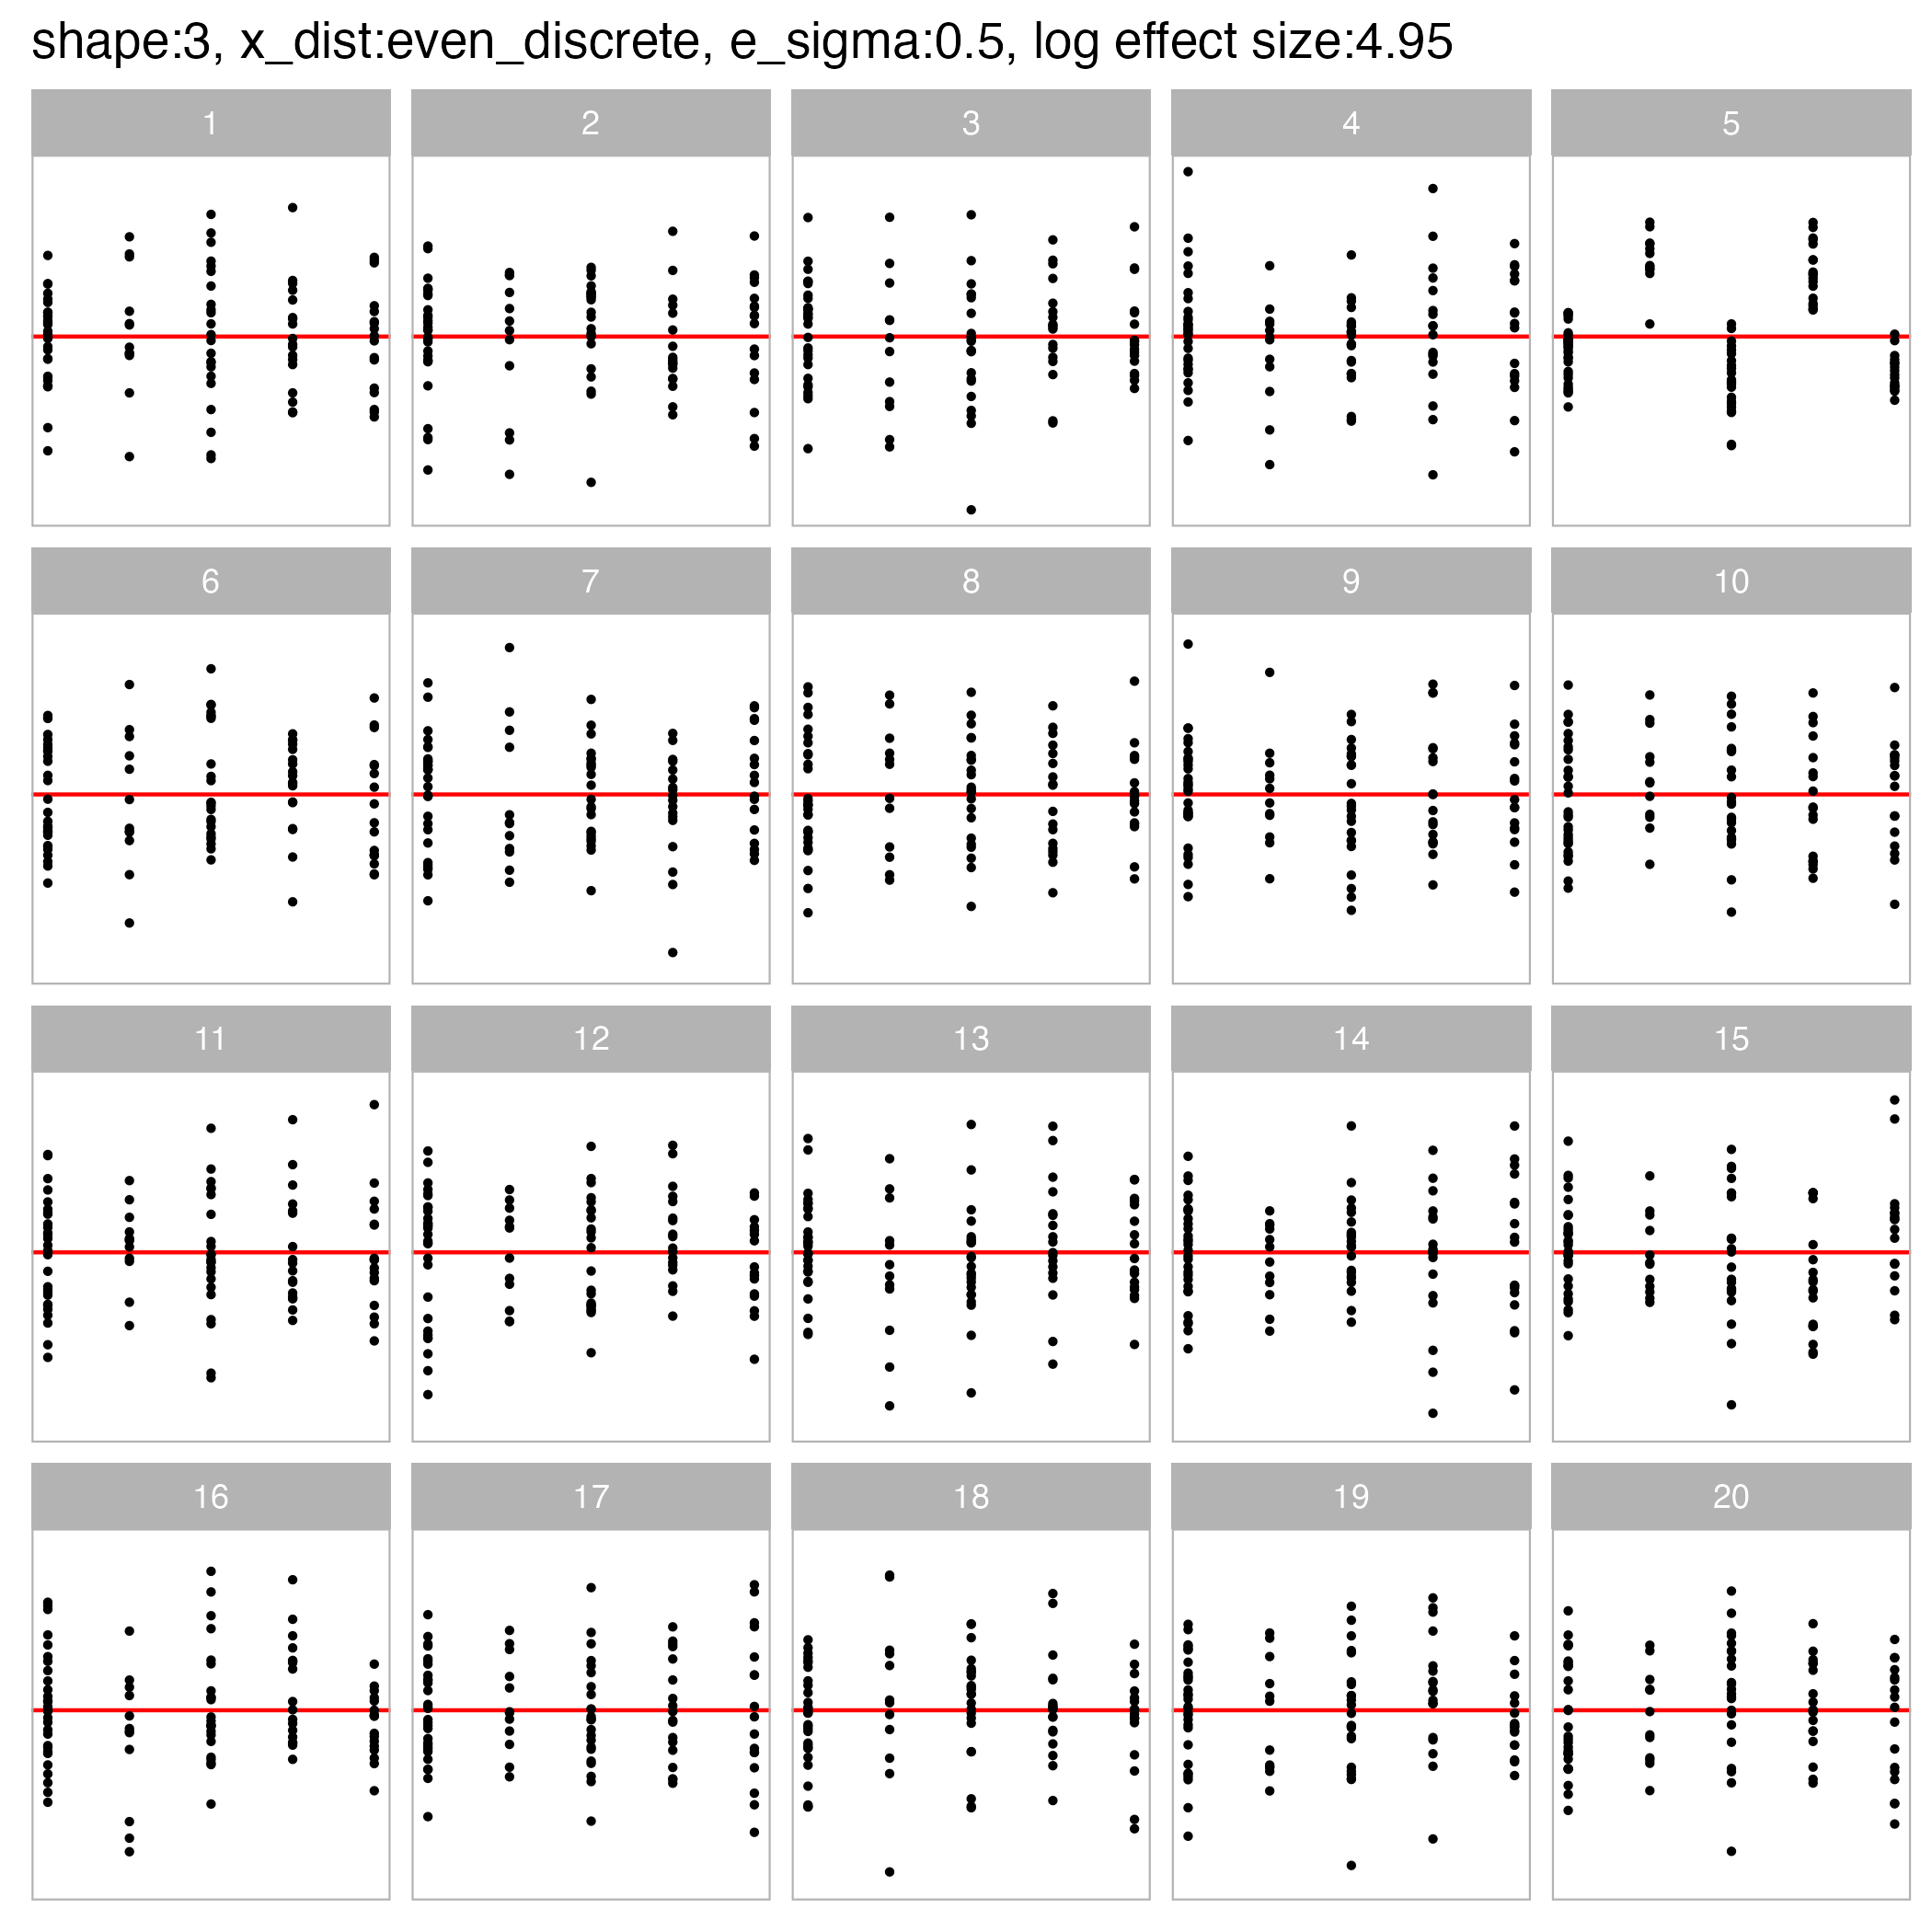 shape:3, x_dist:even_discrete, e_sigma:0.5, log effect size:4.95
1 2 3 4 5
6 7 8 9 10
11 12 13 14 15
16 17 18 19 20